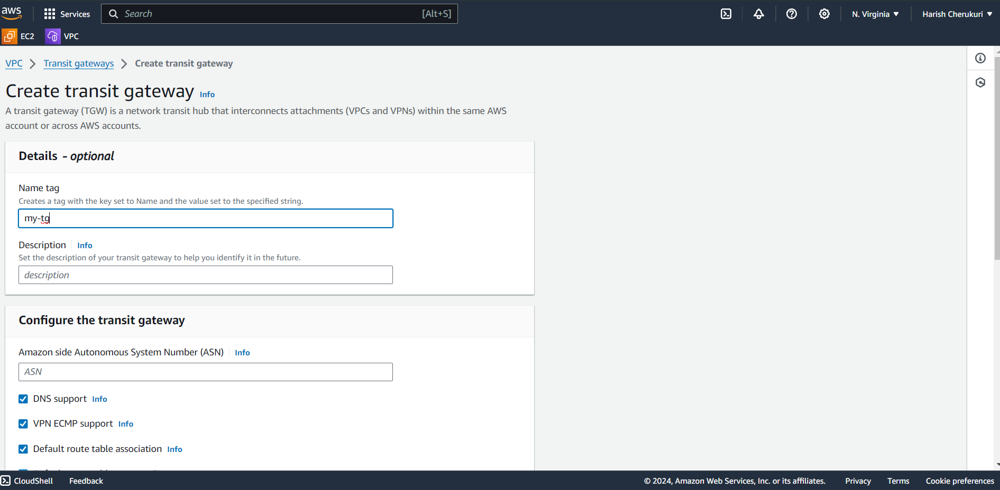 aws
Services
Search [Alt+S]
N. Virginia
Harish Cherukuri
EC2
VPC
VPC
Transit gateways
Create transit gateway
Create transit gateway Info
A transit gateway (TGW) is a network transit hub that interconnects attachments (VPCs and VPNs) within the same AWS
account or across AWS accounts.
Details - optional
Name tag
Creates a tag with the key set to Name and the value set to the specified string.
my-tg
Description Info
Set the description of your transit gateway to help you identify it in the future.
description
Configure the transit gateway
Amazon side Autonomous System Number (ASN) Info
ASN
DNS support Info
VPN ECMP support Info
Default route table association Info
CloudShell
Feedback
© 2024, Amazon Web Services, Inc. or its affiliates.
Privacy
Terms
Cookie preferences